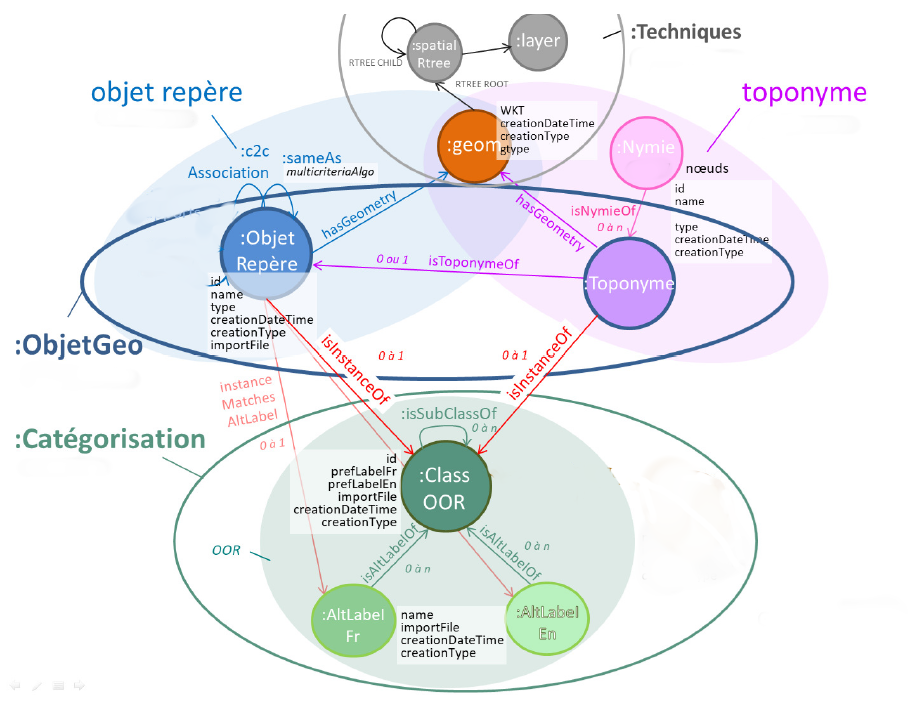 :Techniques
:layer
:spatial
Rtree
RTREE CHILD
RTREE ROOT
objet repère
toponyme
WKT
creationDateTime
creationType
gtype
:geom
:Nymie
nœuds
:c2c
Association
:sameAs
multicriteriaAlgo
id
name
type
creationDateTime
creationType
isNymieOf
0 à n
hasGeometry
hasGeometry
:Objet
Repère
0 ou 1 isToponymeOf
:Toponyme
id
name
type
creationDateTime
creationType
importFile
:ObjetGeo
isInstanceOf
0 à 1
0 à 1
isInstanceOf
instance
Matches
AltLabel
0 à 1
:Catégorisation
:isSubClassOf
0 à n
id
prefLabelFr
prefLabelEn
importFile
creationDateTime
creationType
:Class
OOR
OOR
isAltLabelOf
0 à n
isAltLabelOf
0 à n
:AltLabel
Fr
name
importFile
creationDateTime
creationType
:AltLabel
En